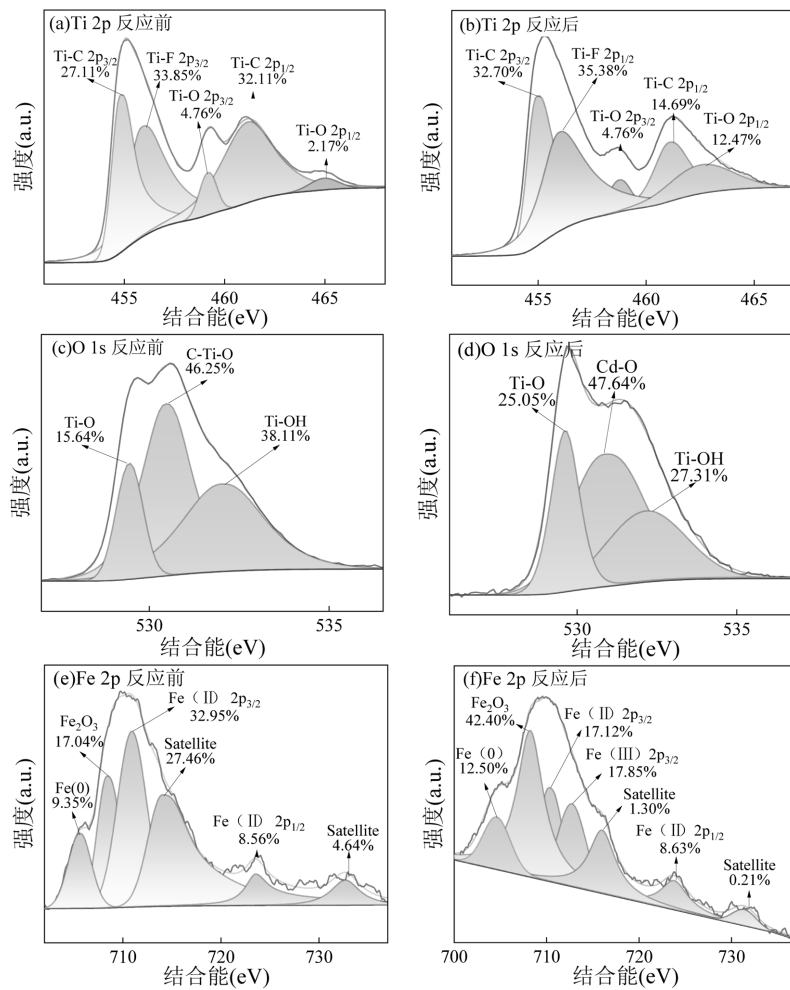 (a)Ti 2p 反应前
Ti-C 2p3/2
27.11%
Ti-F 2p3/2
33.85%
Ti-O 2p3/2
4.76%
Ti-C 2p1/2
32.11%
Ti-O 2p1/2
2.17%
强度(a.u.)
455 460 465
结合能(eV)
(b)Ti 2p 反应后
Ti-C 2p3/2
32.70%
Ti-F 2p1/2
35.38%
Ti-O 2p3/2
4.76%
Ti-C 2p1/2
14.69%
Ti-O 2p1/2
12.47%
强度(a.u.)
455 460 465
结合能(eV)
(c)O 1s 反应前
Ti-O
15.64%
C-Ti-O
46.25%
Ti-OH
38.11%
强度(a.u.)
530 535
结合能(eV)
(d)O 1s 反应后
Ti-O
25.05%
Cd-O
47.64%
Ti-OH
27.31%
强度(a.u.)
530 535
结合能(eV)
(e)Fe 2p 反应前
Fe(0)
9.35%
Fe2O3
17.04%
Fe（Ⅱ）2p3/2
32.95%
Satellite
27.46%
Fe（Ⅱ）2p1/2
8.56%
Satellite
4.64%
强度(a.u.)
710 720 730
结合能(eV)
(f)Fe 2p 反应后
Fe（0）
12.50%
Fe2O3
42.40%
Fe（Ⅱ）2p3/2
17.12%
Fe（Ⅲ）2p3/2
17.85%
Satellite
1.30%
Fe（Ⅱ）2p1/2
8.63%
Satellite
0.21%
强度(a.u.)
700 710 720 730
结合能(eV)